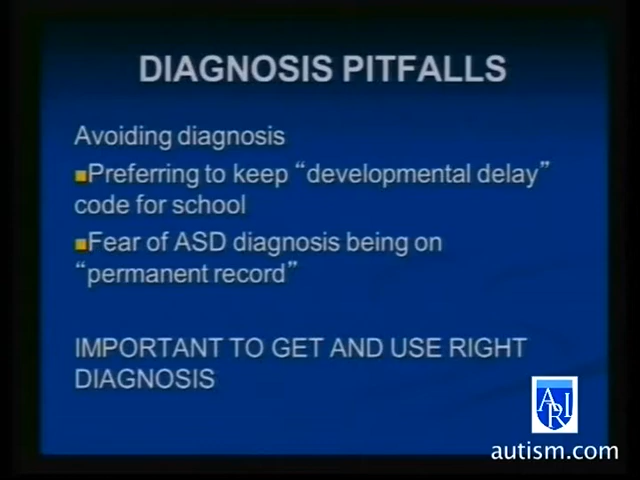 DIAGNOSIS PITFALLS
Avoiding diagnosis
■Preferring to keep “developmental delay”
code for school
■Fear of ASD diagnosis being on
“permanent record”
IMPORTANT TO GET AND USE RIGHT
DIAGNOSIS
ARI
autism.com